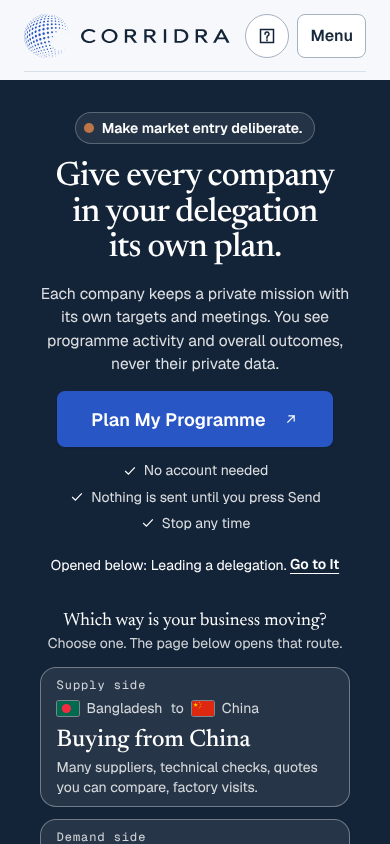 CORRIDRA
?
Menu
Make market entry deliberate.
Give every company
in your delegation
its own plan.
Each company keeps a private mission with
its own targets and meetings. You see
programme activity and overall outcomes,
never their private data.
Plan My Programme ↗
✓ No account needed
✓ Nothing is sent until you press Send
✓ Stop any time
Opened below: Leading a delegation. Go to It
Which way is your business moving?
Choose one. The page below opens that route.
Supply side
Bangladesh to China
Buying from China
Many suppliers, technical checks, quotes
you can compare, factory visits.
Demand side